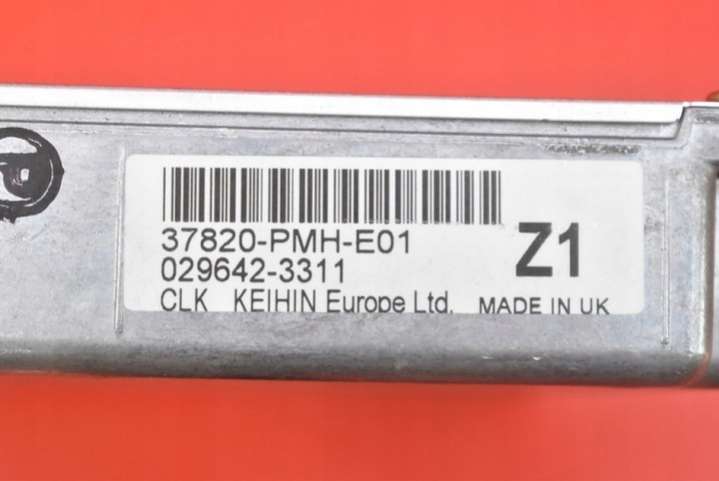 37820-PMH-E01
029642-3311
Z1
CLK KEIHIN Europe Ltd. MADE IN UK